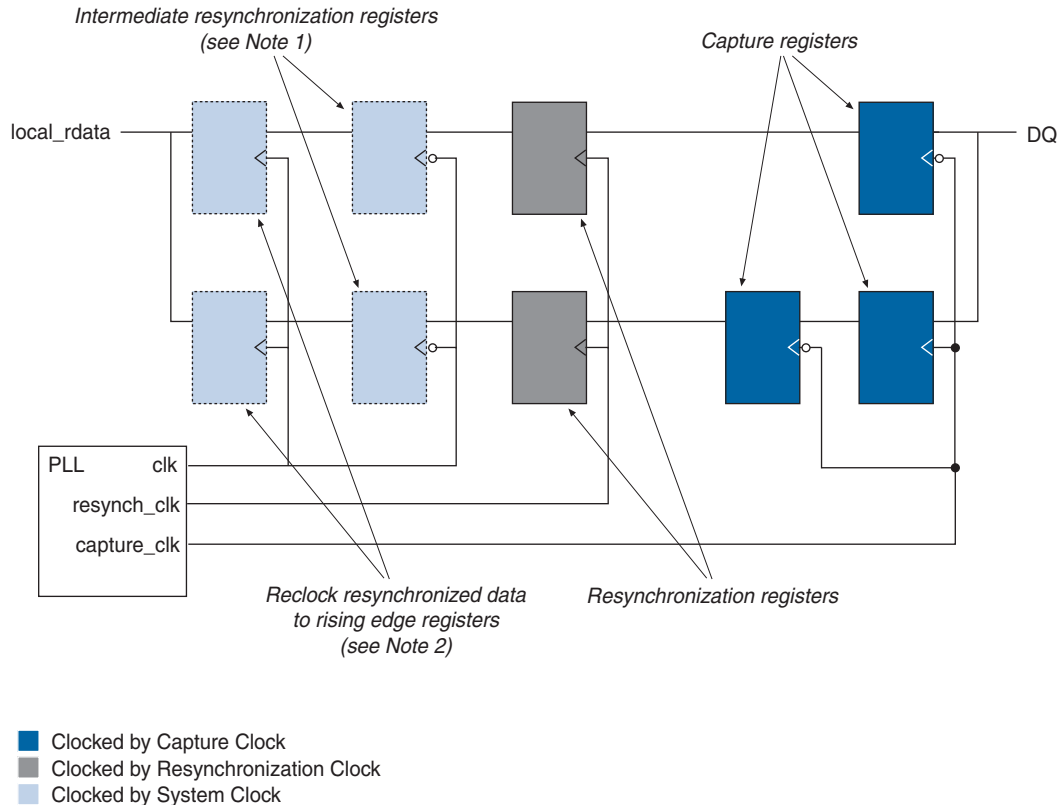 Intermediate resynchronization registers
(see Note 1)
Capture registers
local_rdata
DQ
PLL
clk
resynch_clk
capture_clk
Reclock resynchronized data
to rising edge registers
(see Note 2)
Resynchronization registers
Clocked by Capture Clock
Clocked by Resynchronization Clock
Clocked by System Clock